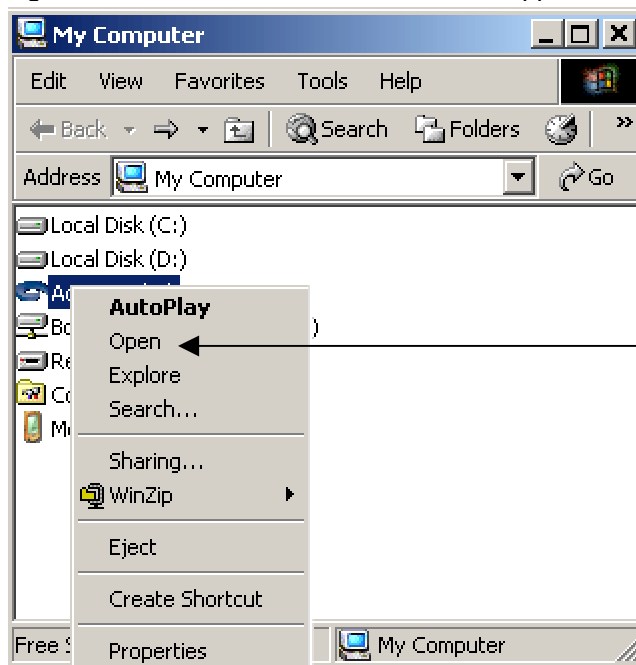 My Computer
Edit View Favorites Tools Help
Back Search Folders »
Address My Computer Go
Local Disk (C:)
Local Disk (D:)
AutoPlay
Open
Explore
Search...
Sharing...
WinZip
Eject
Create Shortcut
Properties
Free
My Computer